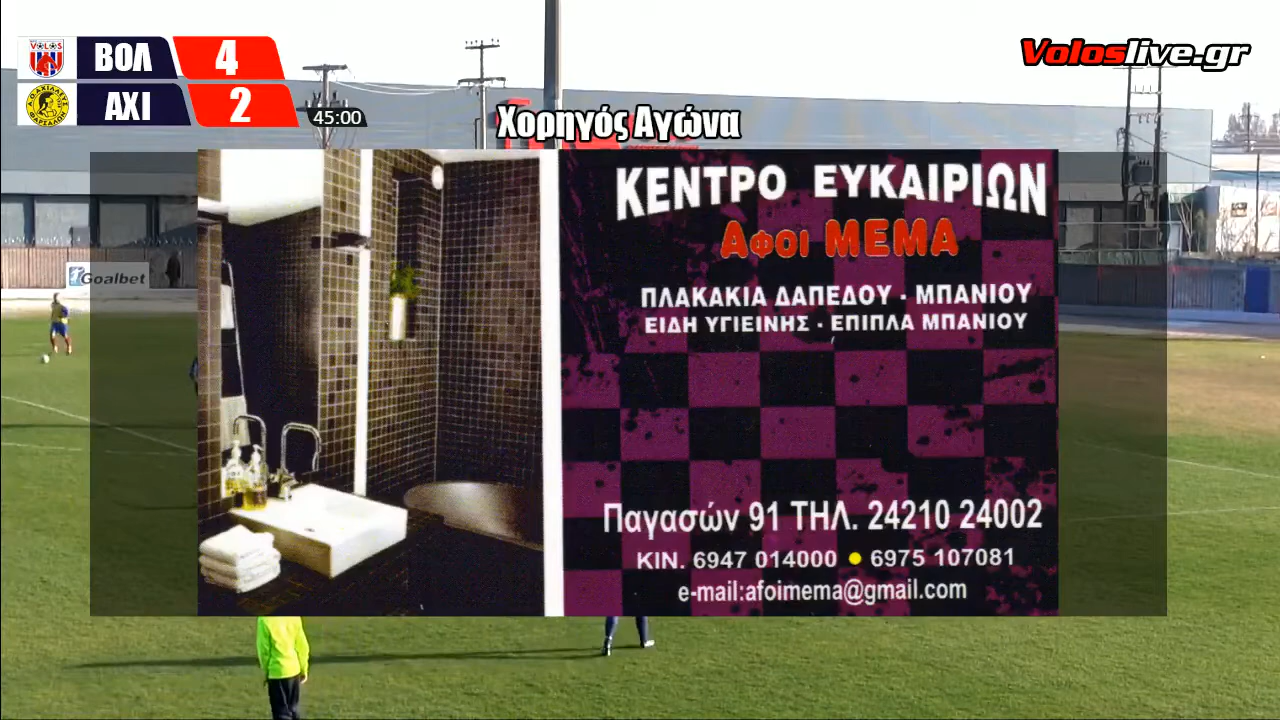 VOLOS
ΒΟΛ
4
ΑΧΙ
2
45:00
Voloslive.gr
Χορηγός Αγώνα
ΚΕΝΤΡΟ ΕΥΚΑΙΡΙΩΝ
ΑΦΟΙ ΜΕΜΑ
ΠΛΑΚΑΚΙΑ ΔΑΠΕΔΟΥ - ΜΠΑΝΙΟΥ
ΕΙΔΗ ΥΓΙΕΙΝΗΣ - ΕΠΙΠΛΑ ΜΠΑΝΙΟΥ
Goalbet
Παγασών 91 ΤΗΛ. 24210 24002
ΚΙΝ. 6947 014000 • 6975 107081
e-mail:afoimema@gmail.com